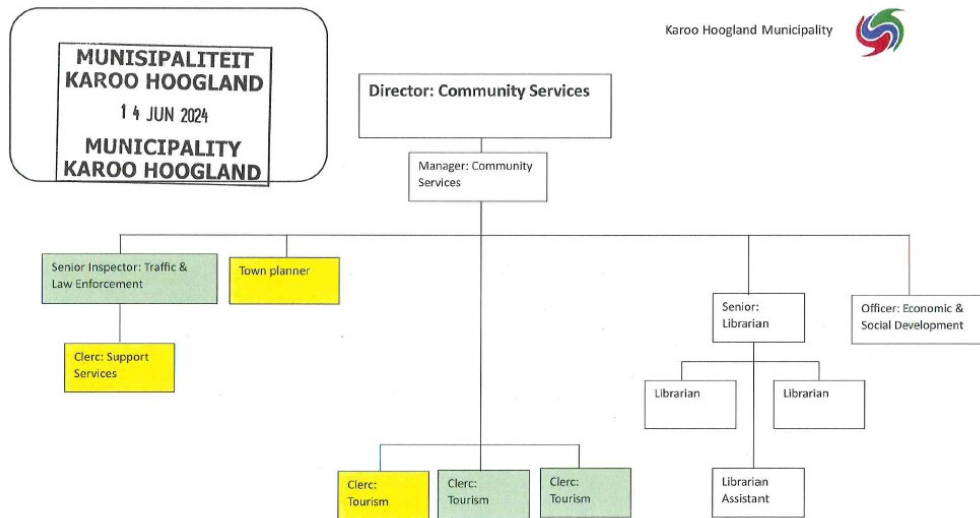 MUNISIPALITEIT
KAROO HOOGLAND
14 JUN 2024
MUNICIPALITY
KAROO HOOGLAND
Karoo Hoogland Municipality
Director: Community Services
Manager: Community
Services
Senior Inspector: Traffic &
Law Enforcement
Town planner
Senior:
Librarian
Officer: Economic &
Social Development
Clerc: Support
Services
Librarian
Librarian
Clerc:
Tourism
Clerc:
Tourism
Clerc:
Tourism
Librarian
Assistant